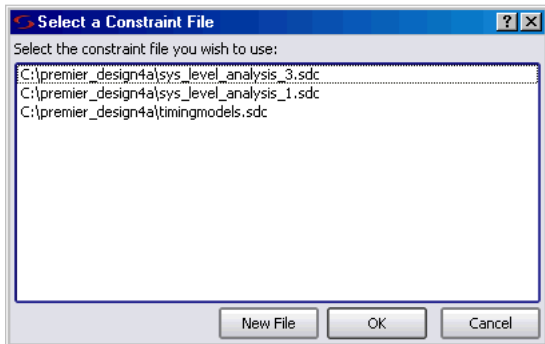 Select a Constraint File
Select the constraint file you wish to use:
C:\premier_design4a\sys_level_analysis_3.sdc
C:\premier_design4a\sys_level_analysis_1.sdc
C:\premier_design4a\timingmodels.sdc
New File OK Cancel